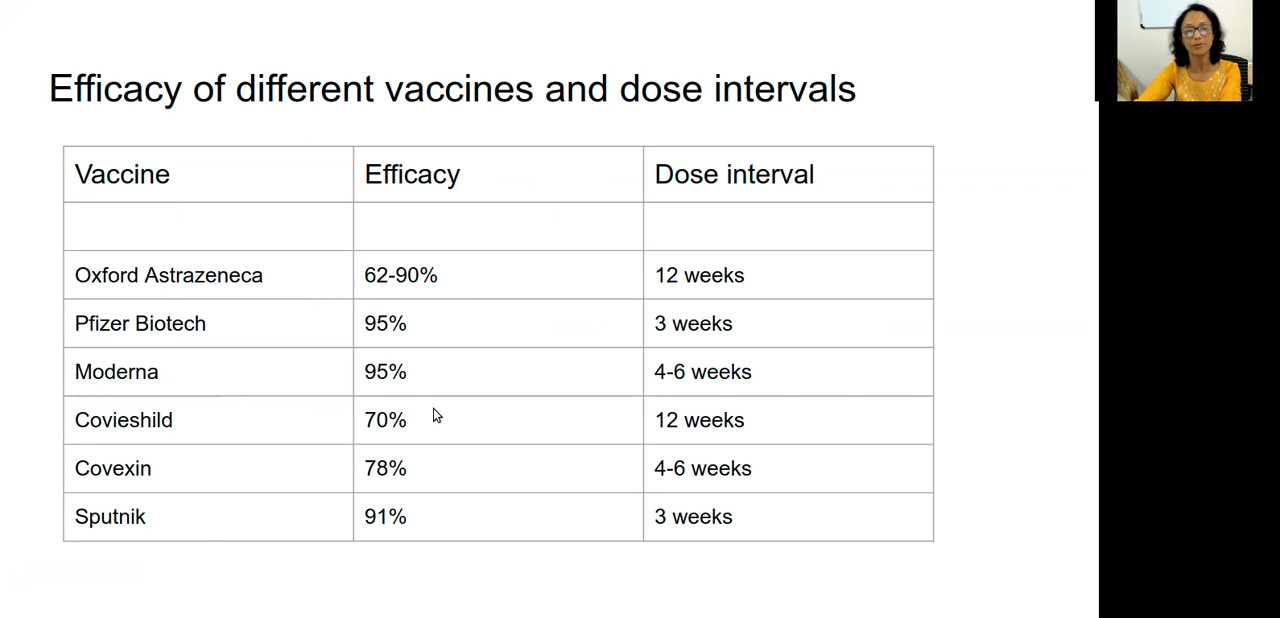 Efficacy of different vaccines and dose intervals
Vaccine Efficacy Dose interval
Oxford Astrazeneca 62-90% 12 weeks
Pfizer Biotech 95% 3 weeks
Moderna 95% 4-6 weeks
Covieshild 70% 12 weeks
Covexin 78% 4-6 weeks
Sputnik 91% 3 weeks